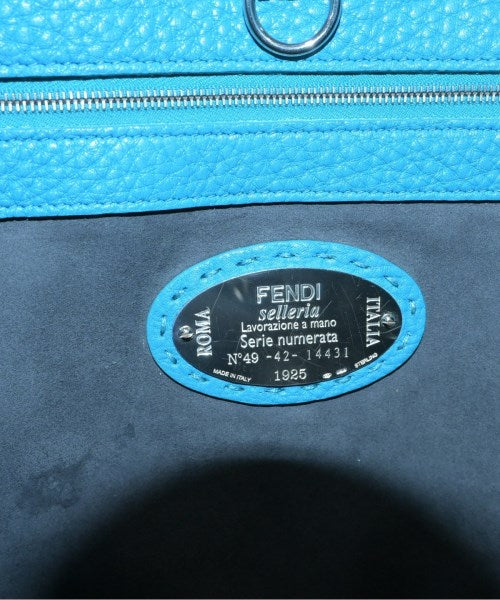 FENDI
selleria
Lavorazione a mano
Serie numerata
N°49 -42- 14431
1925
ROMA
ITALIA
MADE IN ITALY
STERLING